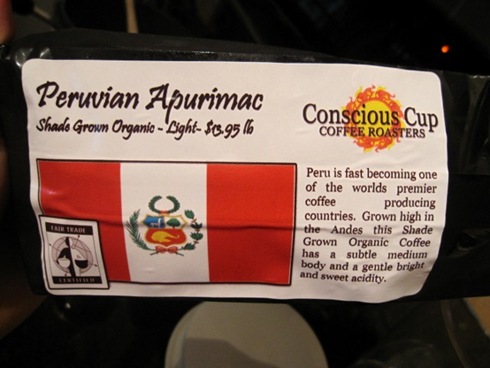 Peruvian Apurimac
Shade Grown Organic - Light- $13.95 lb
Conscious Cup
COFFEE ROASTERS
Peru is fast becoming one
of the worlds premier
coffee producing
countries. Grown high in
the Andes this Shade
Grown Organic Coffee
has a subtle medium
body and a gentle bright
and sweet acidity.
FAIR TRADE
CERTIFIED